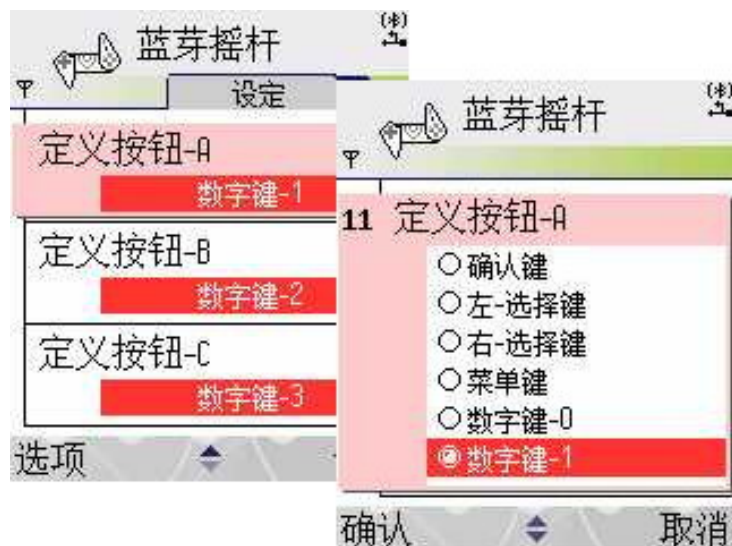 蓝芽摇杆
设定
定义按钮-A
数字键-1
定义按钮-B
数字键-2
定义按钮-C
数字键-3
选项
蓝芽摇杆
11 定义按钮-A
确认键
左-选择键
右-选择键
菜单键
数字键-0
数字键-1
确认 取消